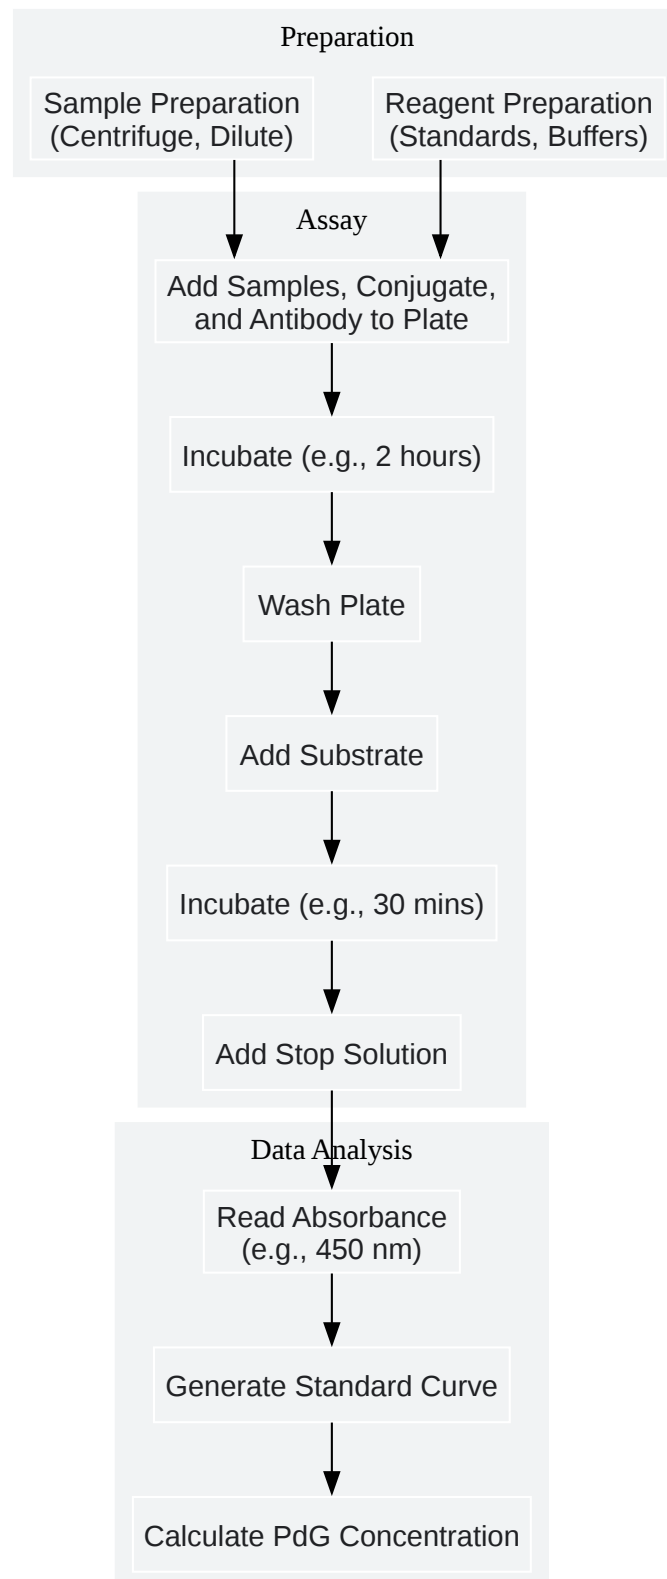 Preparation
Sample Preparation
(Centrifuge, Dilute)
Reagent Preparation
(Standards, Buffers)
Assay
Add Samples, Conjugate,
and Antibody to Plate
Incubate (e.g., 2 hours)
Wash Plate
Add Substrate
Incubate (e.g., 30 mins)
Add Stop Solution
Data Analysis
Read Absorbance
(e.g., 450 nm)
Generate Standard Curve
Calculate PdG Concentration